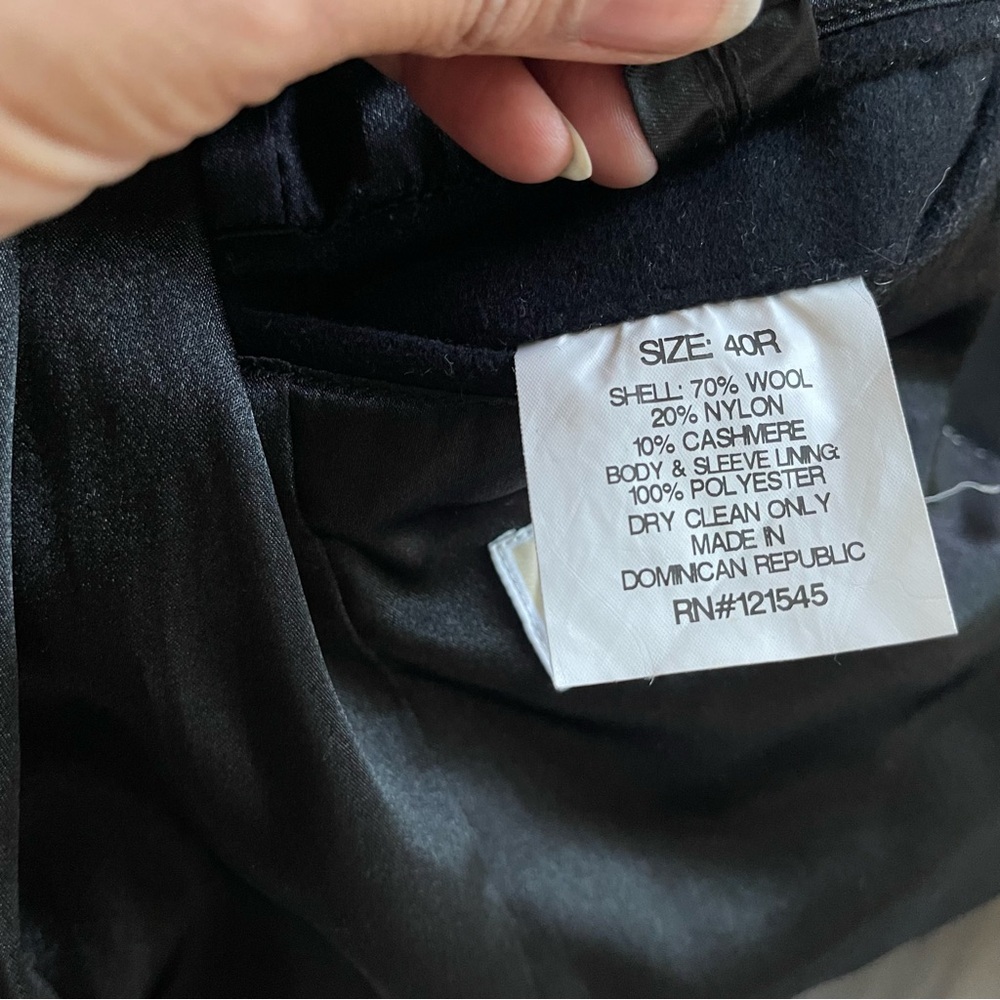 SIZE: 40R
SHELL: 70% WOOL
20% NYLON
10% CASHMERE
BODY & SLEEVE LINING:
100% POLYESTER
DRY CLEAN ONLY
MADE IN
DOMINICAN REPUBLIC
RN#121545